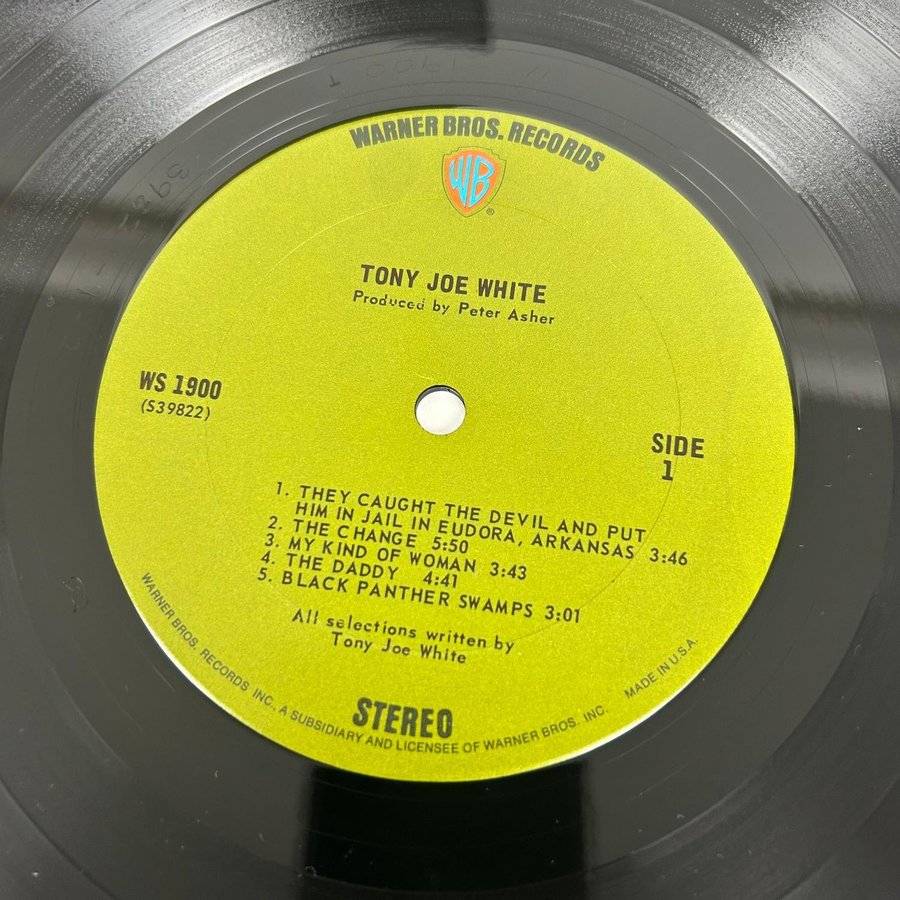 WARNER BROS. RECORDS
WB
®
TONY JOE WHITE
Produced by Peter Asher
WS 1900
(S39822)
SIDE
1
1. THEY CAUGHT THE DEVIL AND PUT
HIM IN JAIL IN EUDORA, ARKANSAS 3:46
2. THE CHANGE 5:50
3. MY KIND OF WOMAN 3:43
4. THE DADDY 4:41
5. BLACK PANTHER SWAMPS 3:01
All selections written by
Tony Joe White
STEREO
WARNER BROS. RECORDS INC., A SUBSIDIARY AND LICENSEE OF WARNER BROS. INC. MADE IN U.S.A.